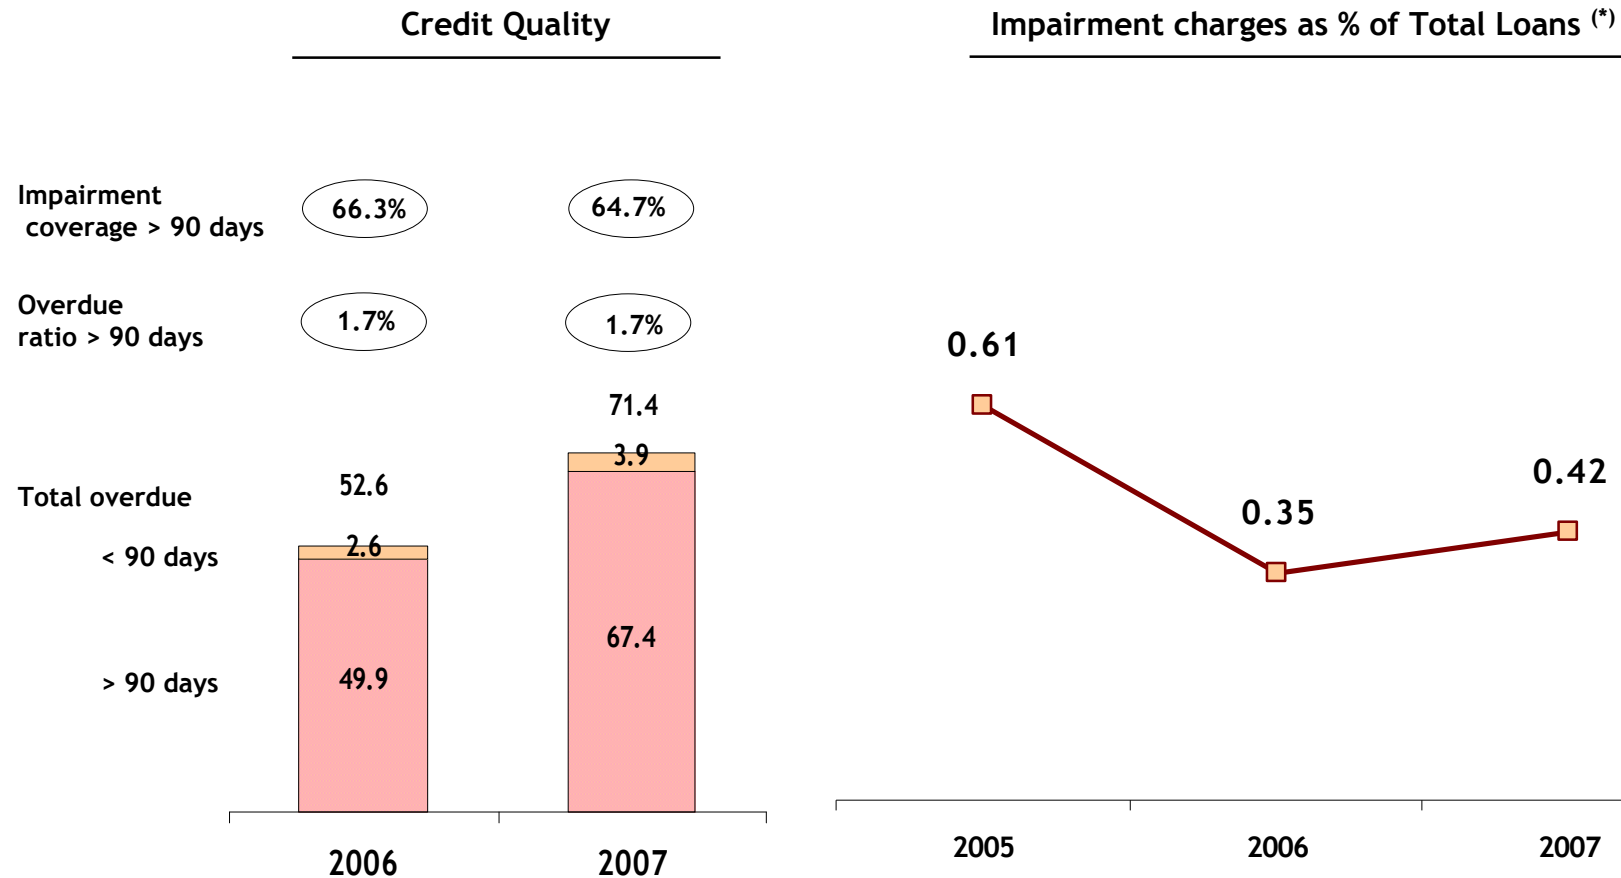 Credit Quality
Impairment charges as % of Total Loans (*)
Impairment
coverage > 90 days
66.3%
64.7%
Overdue
ratio > 90 days
1.7%
1.7%
71.4
3.9
Total overdue
52.6
< 90 days
2.6
67.4
> 90 days
49.9
2006
2007
0.61
0.35
0.42
2005
2006
2007